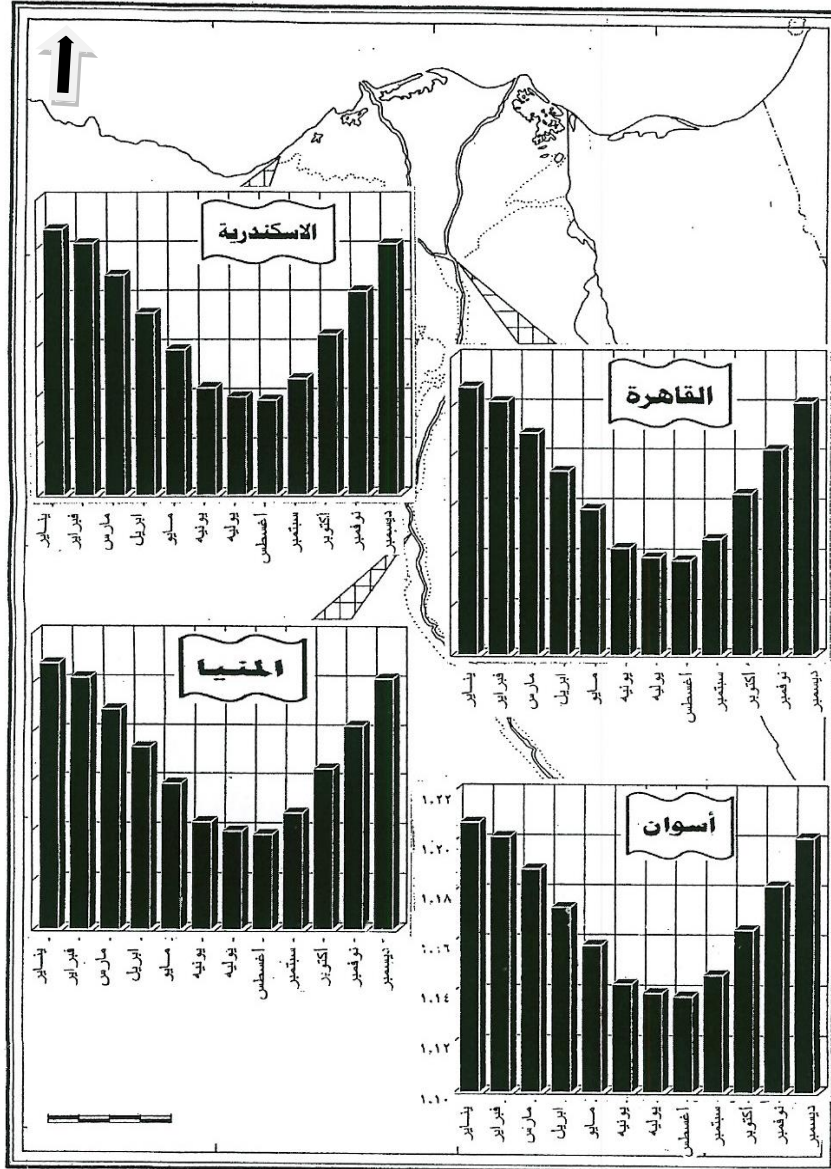 الاسكندرية
يناير
فبراير
مارس
ابريل
مايو
يونيه
يوليه
أغسطس
سبتمبر
أكتوبر
نوفمبر
ديسمبر
القاهرة
يناير
فبراير
مارس
ابريل
مايو
يونيه
يوليه
أغسطس
سبتمبر
أكتوبر
نوفمبر
ديسمبر
المنيا
يناير
فبراير
مارس
ابريل
مايو
يونيه
يوليه
أغسطس
سبتمبر
أكتوبر
نوفمبر
ديسمبر
أسوان
١.٢٢
١.٢٠
١.١٨
١.٠٦
١.١٤
١.١٢
١.١٠
يناير
فبراير
مارس
ابريل
مايو
يونيه
يوليه
أغسطس
سبتمبر
أكتوبر
نوفمبر
ديسمبر